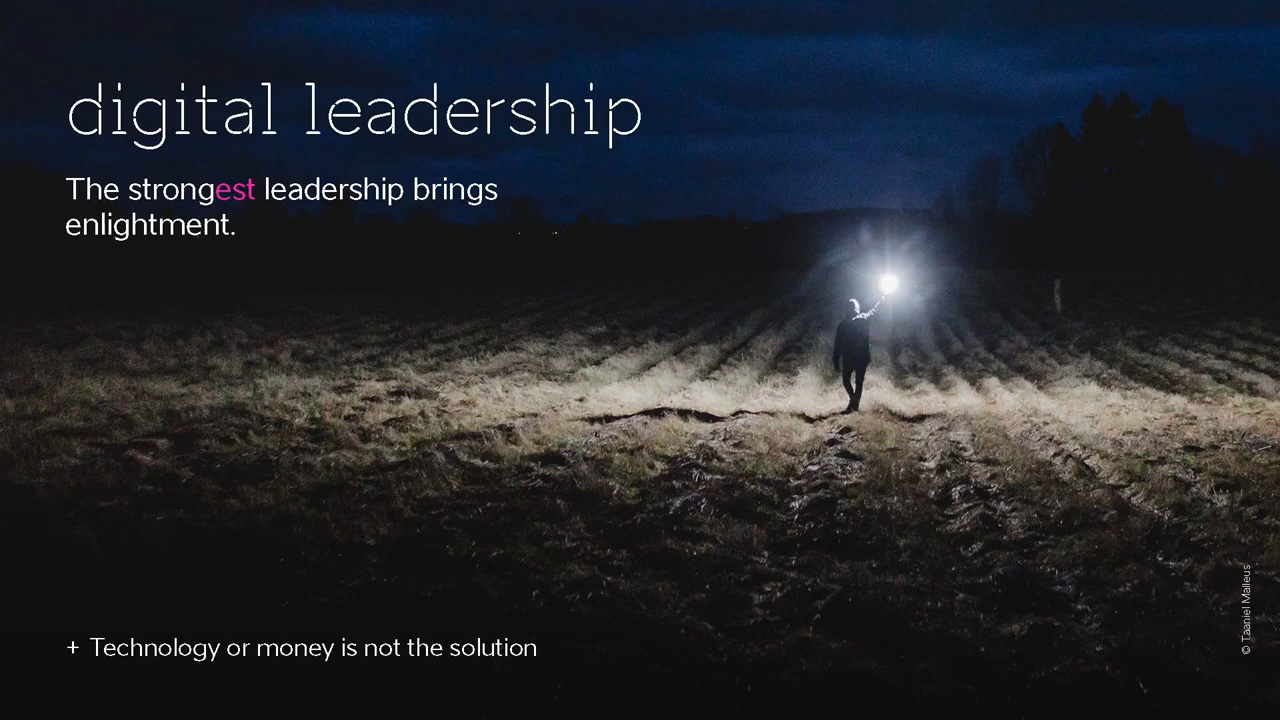 digital leadership
The strongest leadership brings
enlightment.
+ Technology or money is not the solution
© Taaniel Malleus